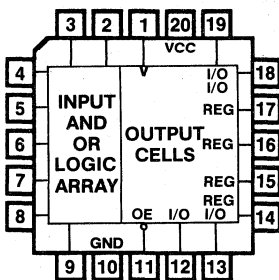 3 2 1 20 19
VCC
4 I/O 18
I/O
5 INPUT REG 17
AND
OR OUTPUT
6 LOGIC CELLS REG 16
ARRAY
7 REG 15
REG
8 OE I/O I/O 14
GND
9 10 11 12 13